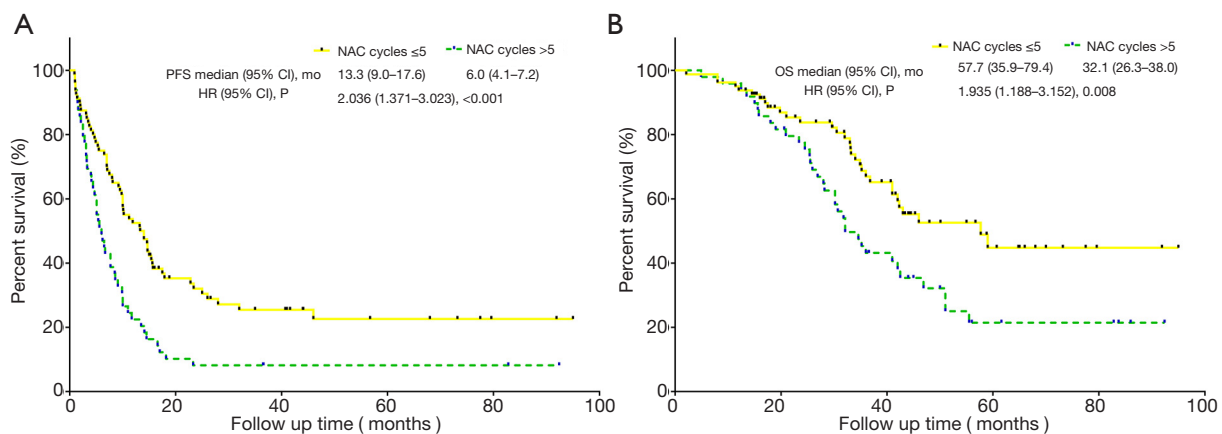 A
NAC cycles ≤5 NAC cycles >5
PFS median (95% CI), mo 13.3 (9.0–17.6) 6.0 (4.1–7.2)
HR (95% CI), P 2.036 (1.371–3.023), <0.001
Percent survival (%)
100
80
60
40
20
0
0 20 40 60 80 100
Follow up time ( months )
B
NAC cycles ≤5 NAC cycles >5
OS median (95% CI), mo 57.7 (35.9–79.4) 32.1 (26.3–38.0)
HR (95% CI), P 1.935 (1.188–3.152), 0.008
Percent survival (%)
100
80
60
40
20
0
0 20 40 60 80 100
Follow up time ( months )